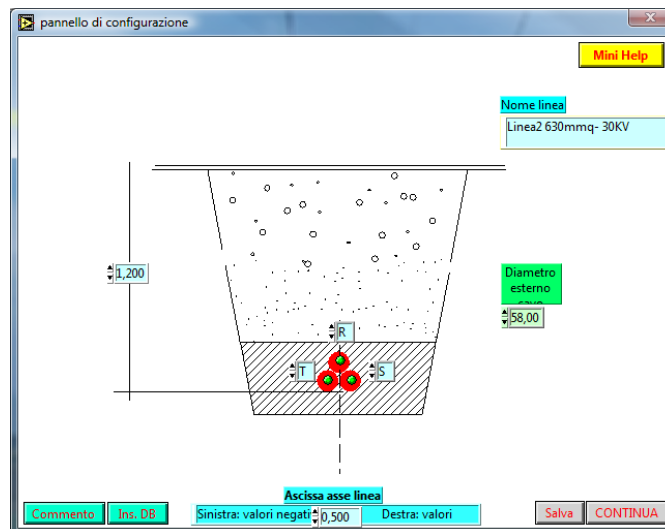 pannello di configurazione
x
Mini Help
Nome linea
Linea2 630mmq- 30KV
1,200
Diametro
esterno
58,00
R
T
S
Ascissa asse linea
Sinistra: valori negati
0,500
Destra: valori
Commento
Ins. DB
Salva
CONTINUA